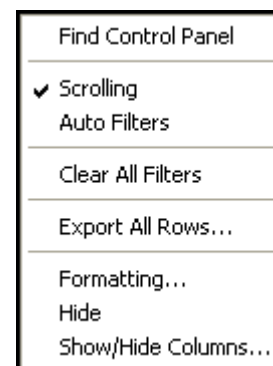 Find Control Panel
Scrolling
Auto Filters
Clear All Filters
Export All Rows...
Formatting...
Hide
Show/Hide Columns...